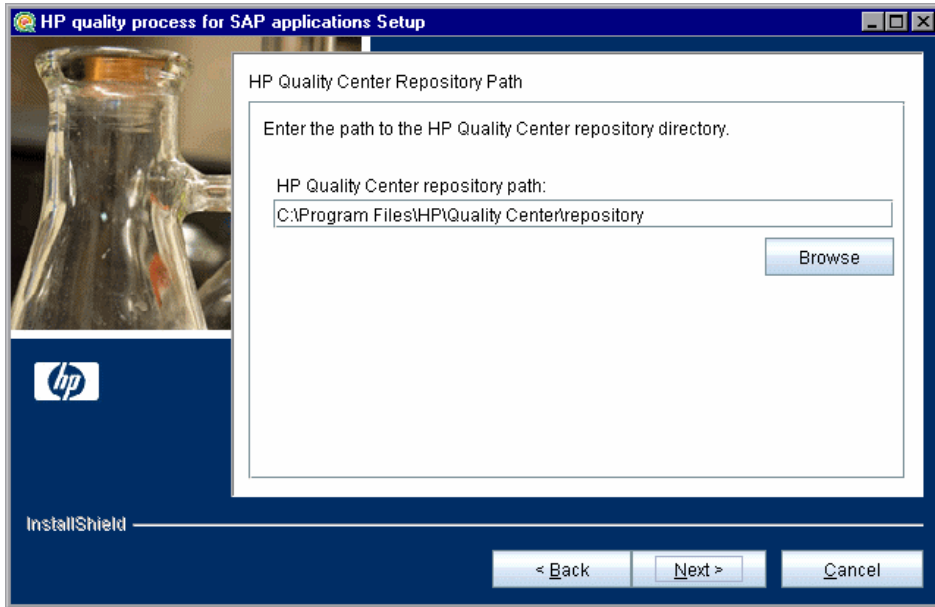 HP quality process for SAP applications Setup
HP Quality Center Repository Path
Enter the path to the HP Quality Center repository directory.
HP Quality Center repository path:
C:\Program Files\HP\Quality Center\repository
Browse
hp
InstallShield
< Back
Next >
Cancel